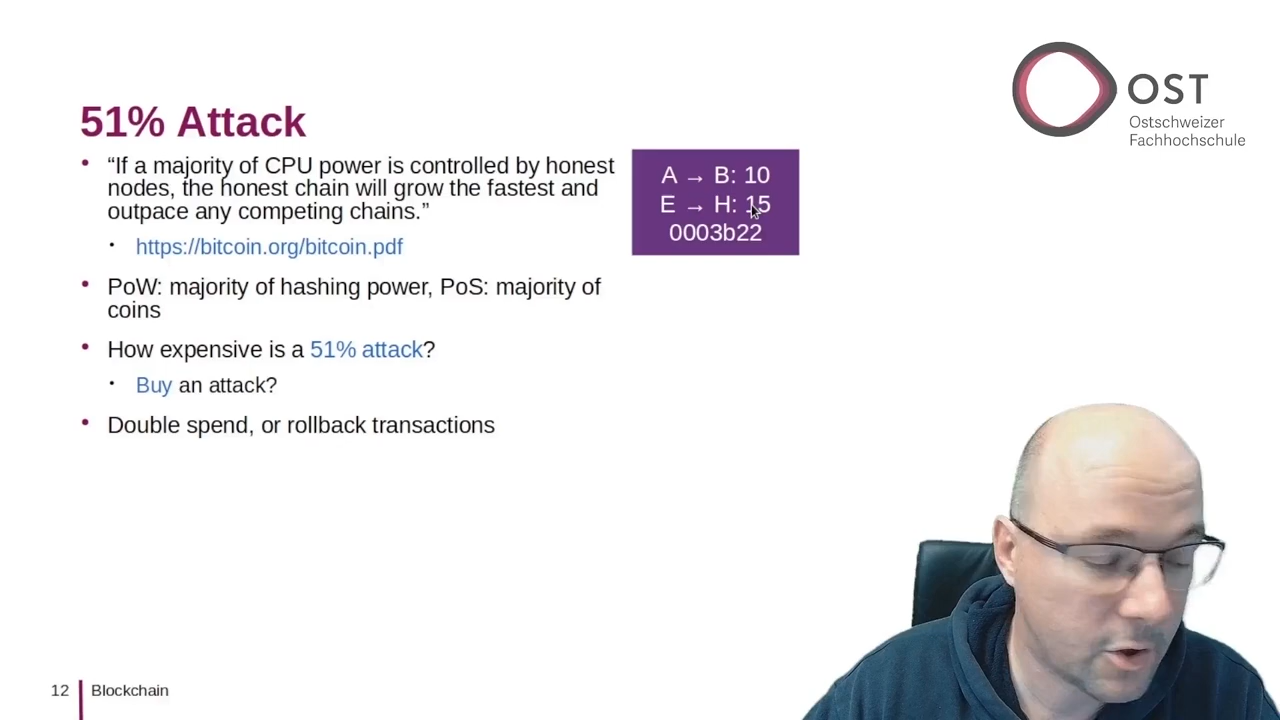 OST
Ostschweizer
Fachhochschule
51% Attack
• “If a majority of CPU power is controlled by honest
nodes, the honest chain will grow the fastest and
outpace any competing chains.”
• https://bitcoin.org/bitcoin.pdf
• PoW: majority of hashing power, PoS: majority of
coins
• How expensive is a 51% attack?
• Buy an attack?
• Double spend, or rollback transactions
A → B: 10
E → H: 15
0003b22
12 Blockchain